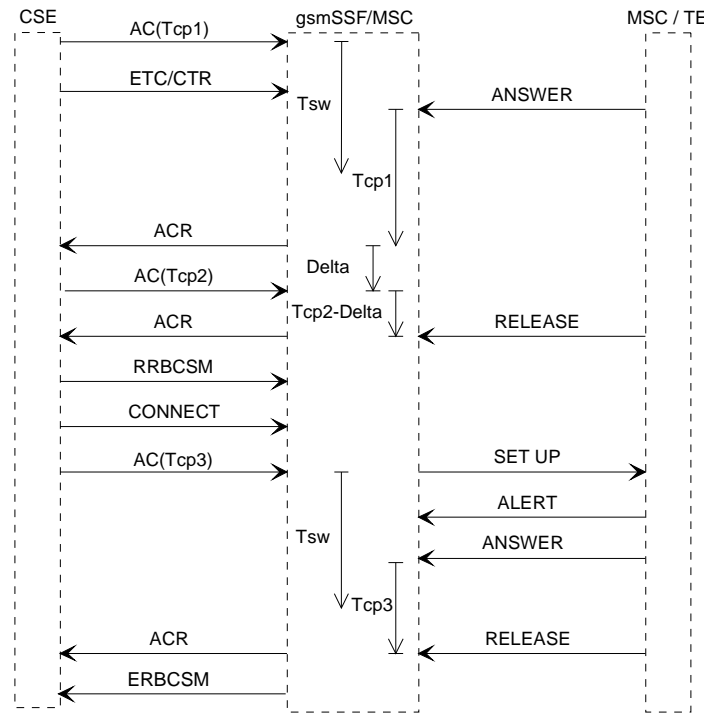 CSE gsmSSF/MSC MSC / TE
AC(Tcp1)
ETC/CTR
Tsw
ANSWER
Tcp1
ACR
Delta
AC(Tcp2)
Tcp2-Delta
ACR RELEASE
RRBCSM
CONNECT
AC(Tcp3) SET UP
ALERT
Tsw
ANSWER
Tcp3
ACR RELEASE
ERBCSM